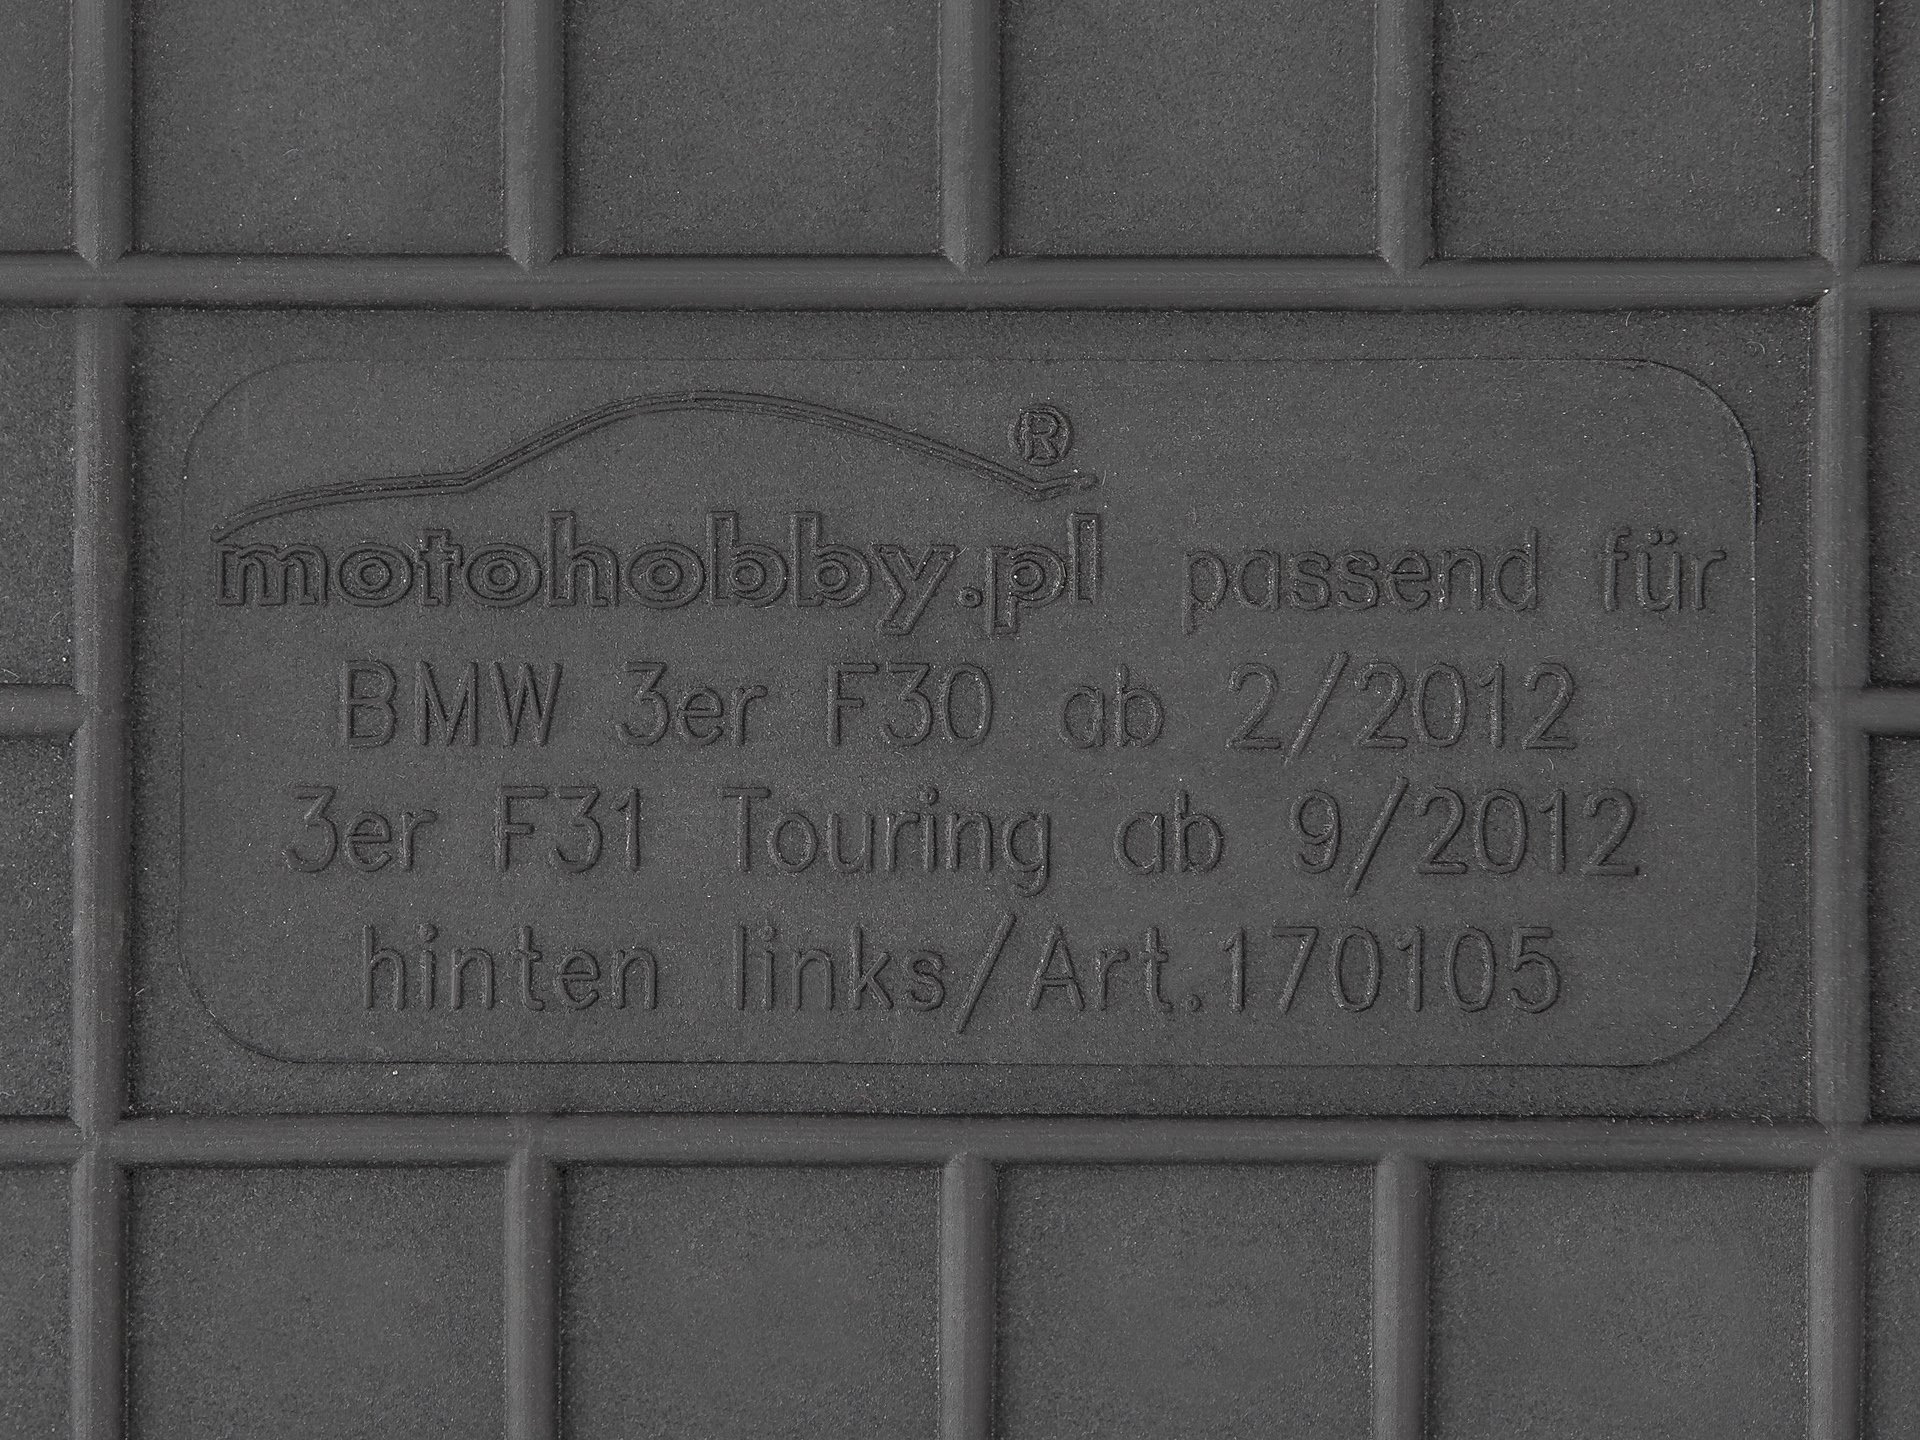 ®
motohobby.pl passend für
BMW 3er F30 ab 2/2012
3er F31 Touring ab 9/2012
hinten links/Art.170105